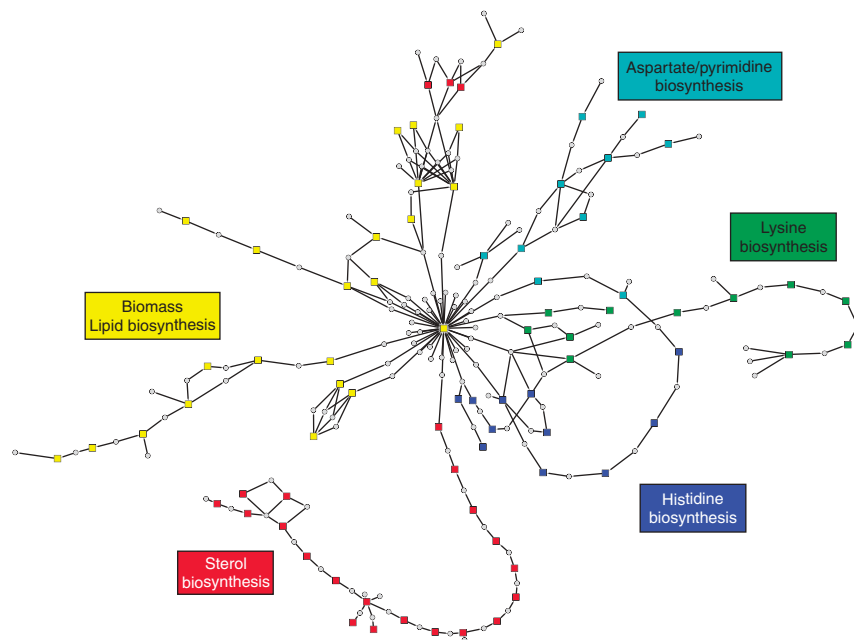 Aspartate/pyrimidine
biosynthesis
Lysine
biosynthesis
Biomass
Lipid biosynthesis
Histidine
biosynthesis
Sterol
biosynthesis